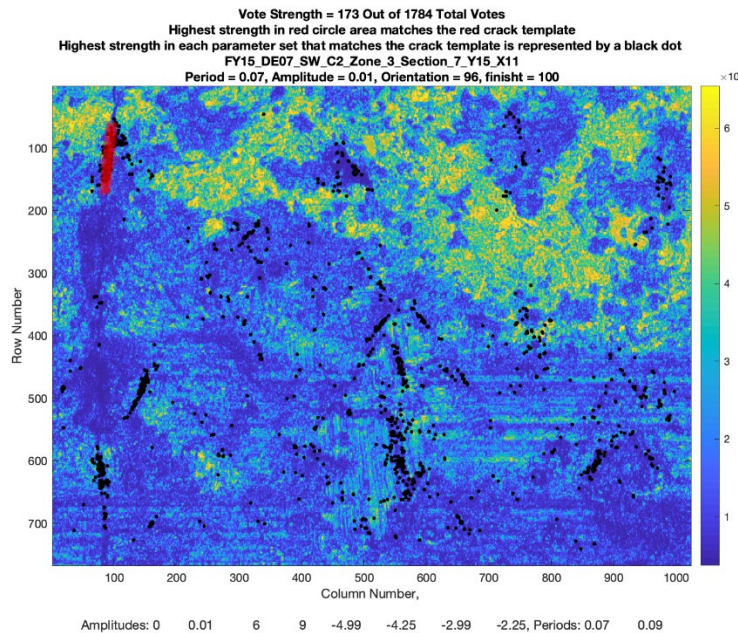 Vote Strength = 173 Out of 1784 Total Votes
Highest strength in red circle area matches the red crack template
Highest strength in each parameter set that matches the crack template is represented by a black dot
FY15_DE07_SW_C2_Zone_3_Section_7_Y15_X11
Period = 0.07, Amplitude = 0.01, Orientation = 96, finisht = 100
×10
100
200
300
400
500
600
700
Row Number
100 200 300 400 500 600 700 800 900 1000
Column Number,
6
5
4
3
2
1
Amplitudes: 0 0.01 6 9 -4.99 -4.25 -2.99 -2.25, Periods: 0.07 0.09